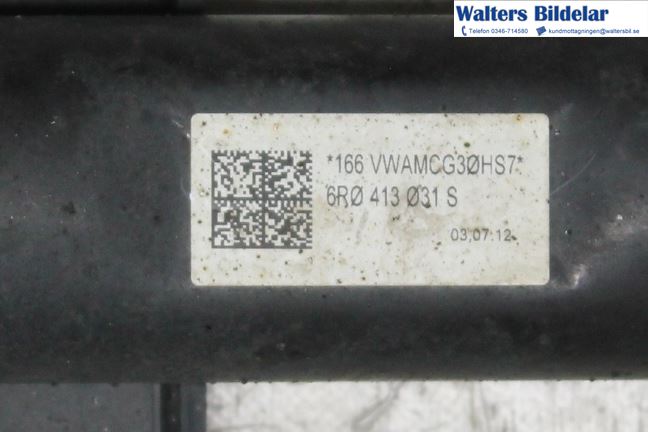 Walters Bildelar
Telefon 0346-714580 kundmottagningen@waltersbil.se
*166 VWAMCG3ØHS7*
6RØ 413 Ø31 S
03.07.12